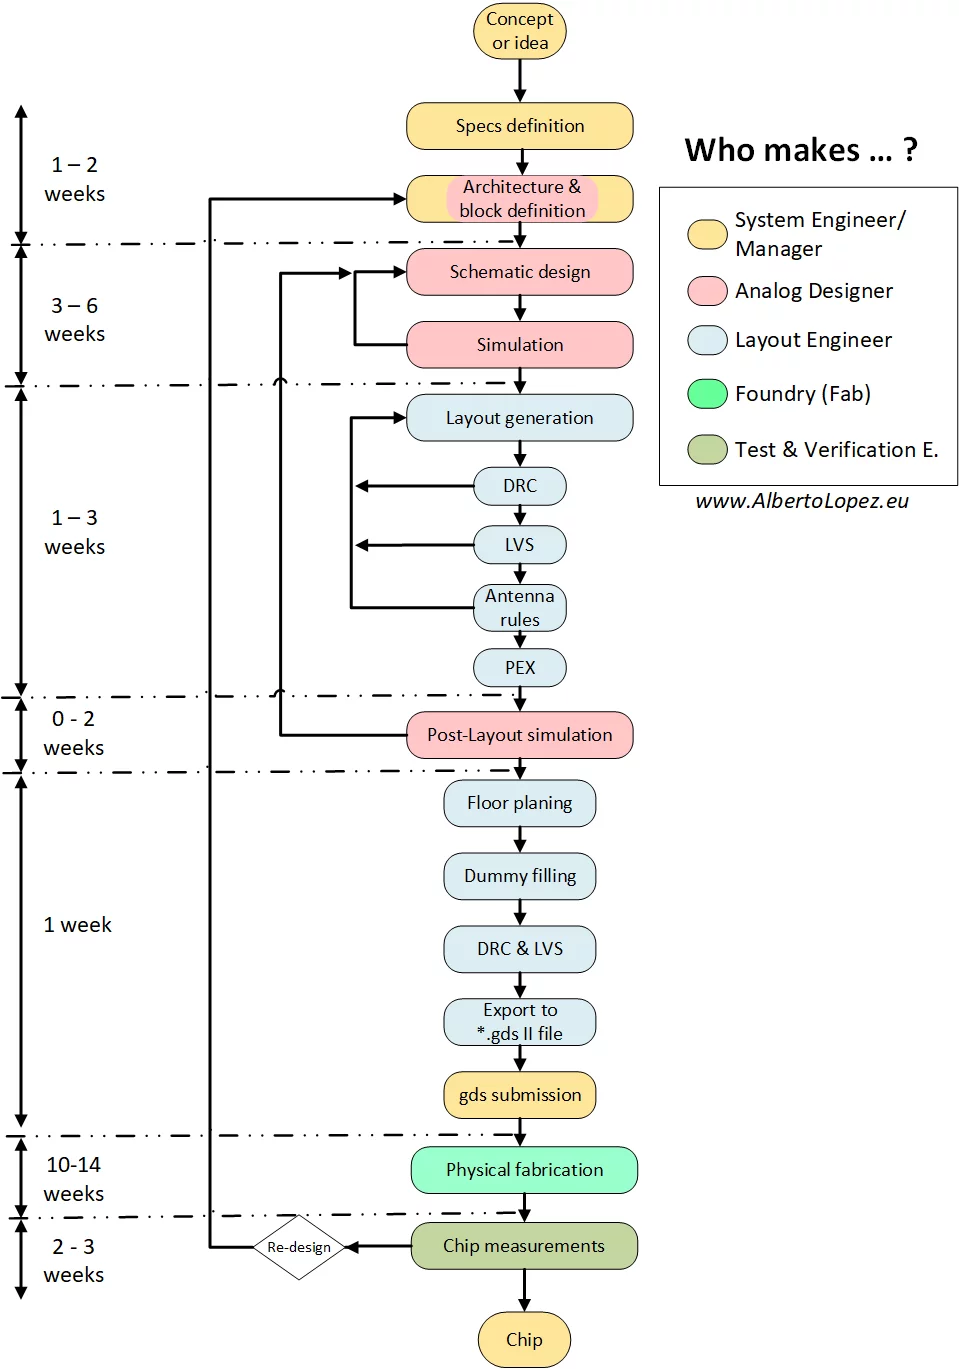 Concept
or idea
Specs definition
1 – 2
weeks
Architecture &
block definition
Who makes ... ?
System Engineer/
Manager
Analog Designer
Layout Engineer
Foundry (Fab)
Test & Verification E.
www.AlbertoLopez.eu
3 – 6
weeks
Schematic design
Simulation
1 – 3
weeks
Layout generation
DRC
LVS
Antenna
rules
PEX
0 - 2
weeks
Post-Layout simulation
1 week
Floor planing
Dummy filling
DRC & LVS
Export to
*.gds II file
gds submission
10-14
weeks
Physical fabrication
2 - 3
weeks
Re-design
Chip measurements
Chip